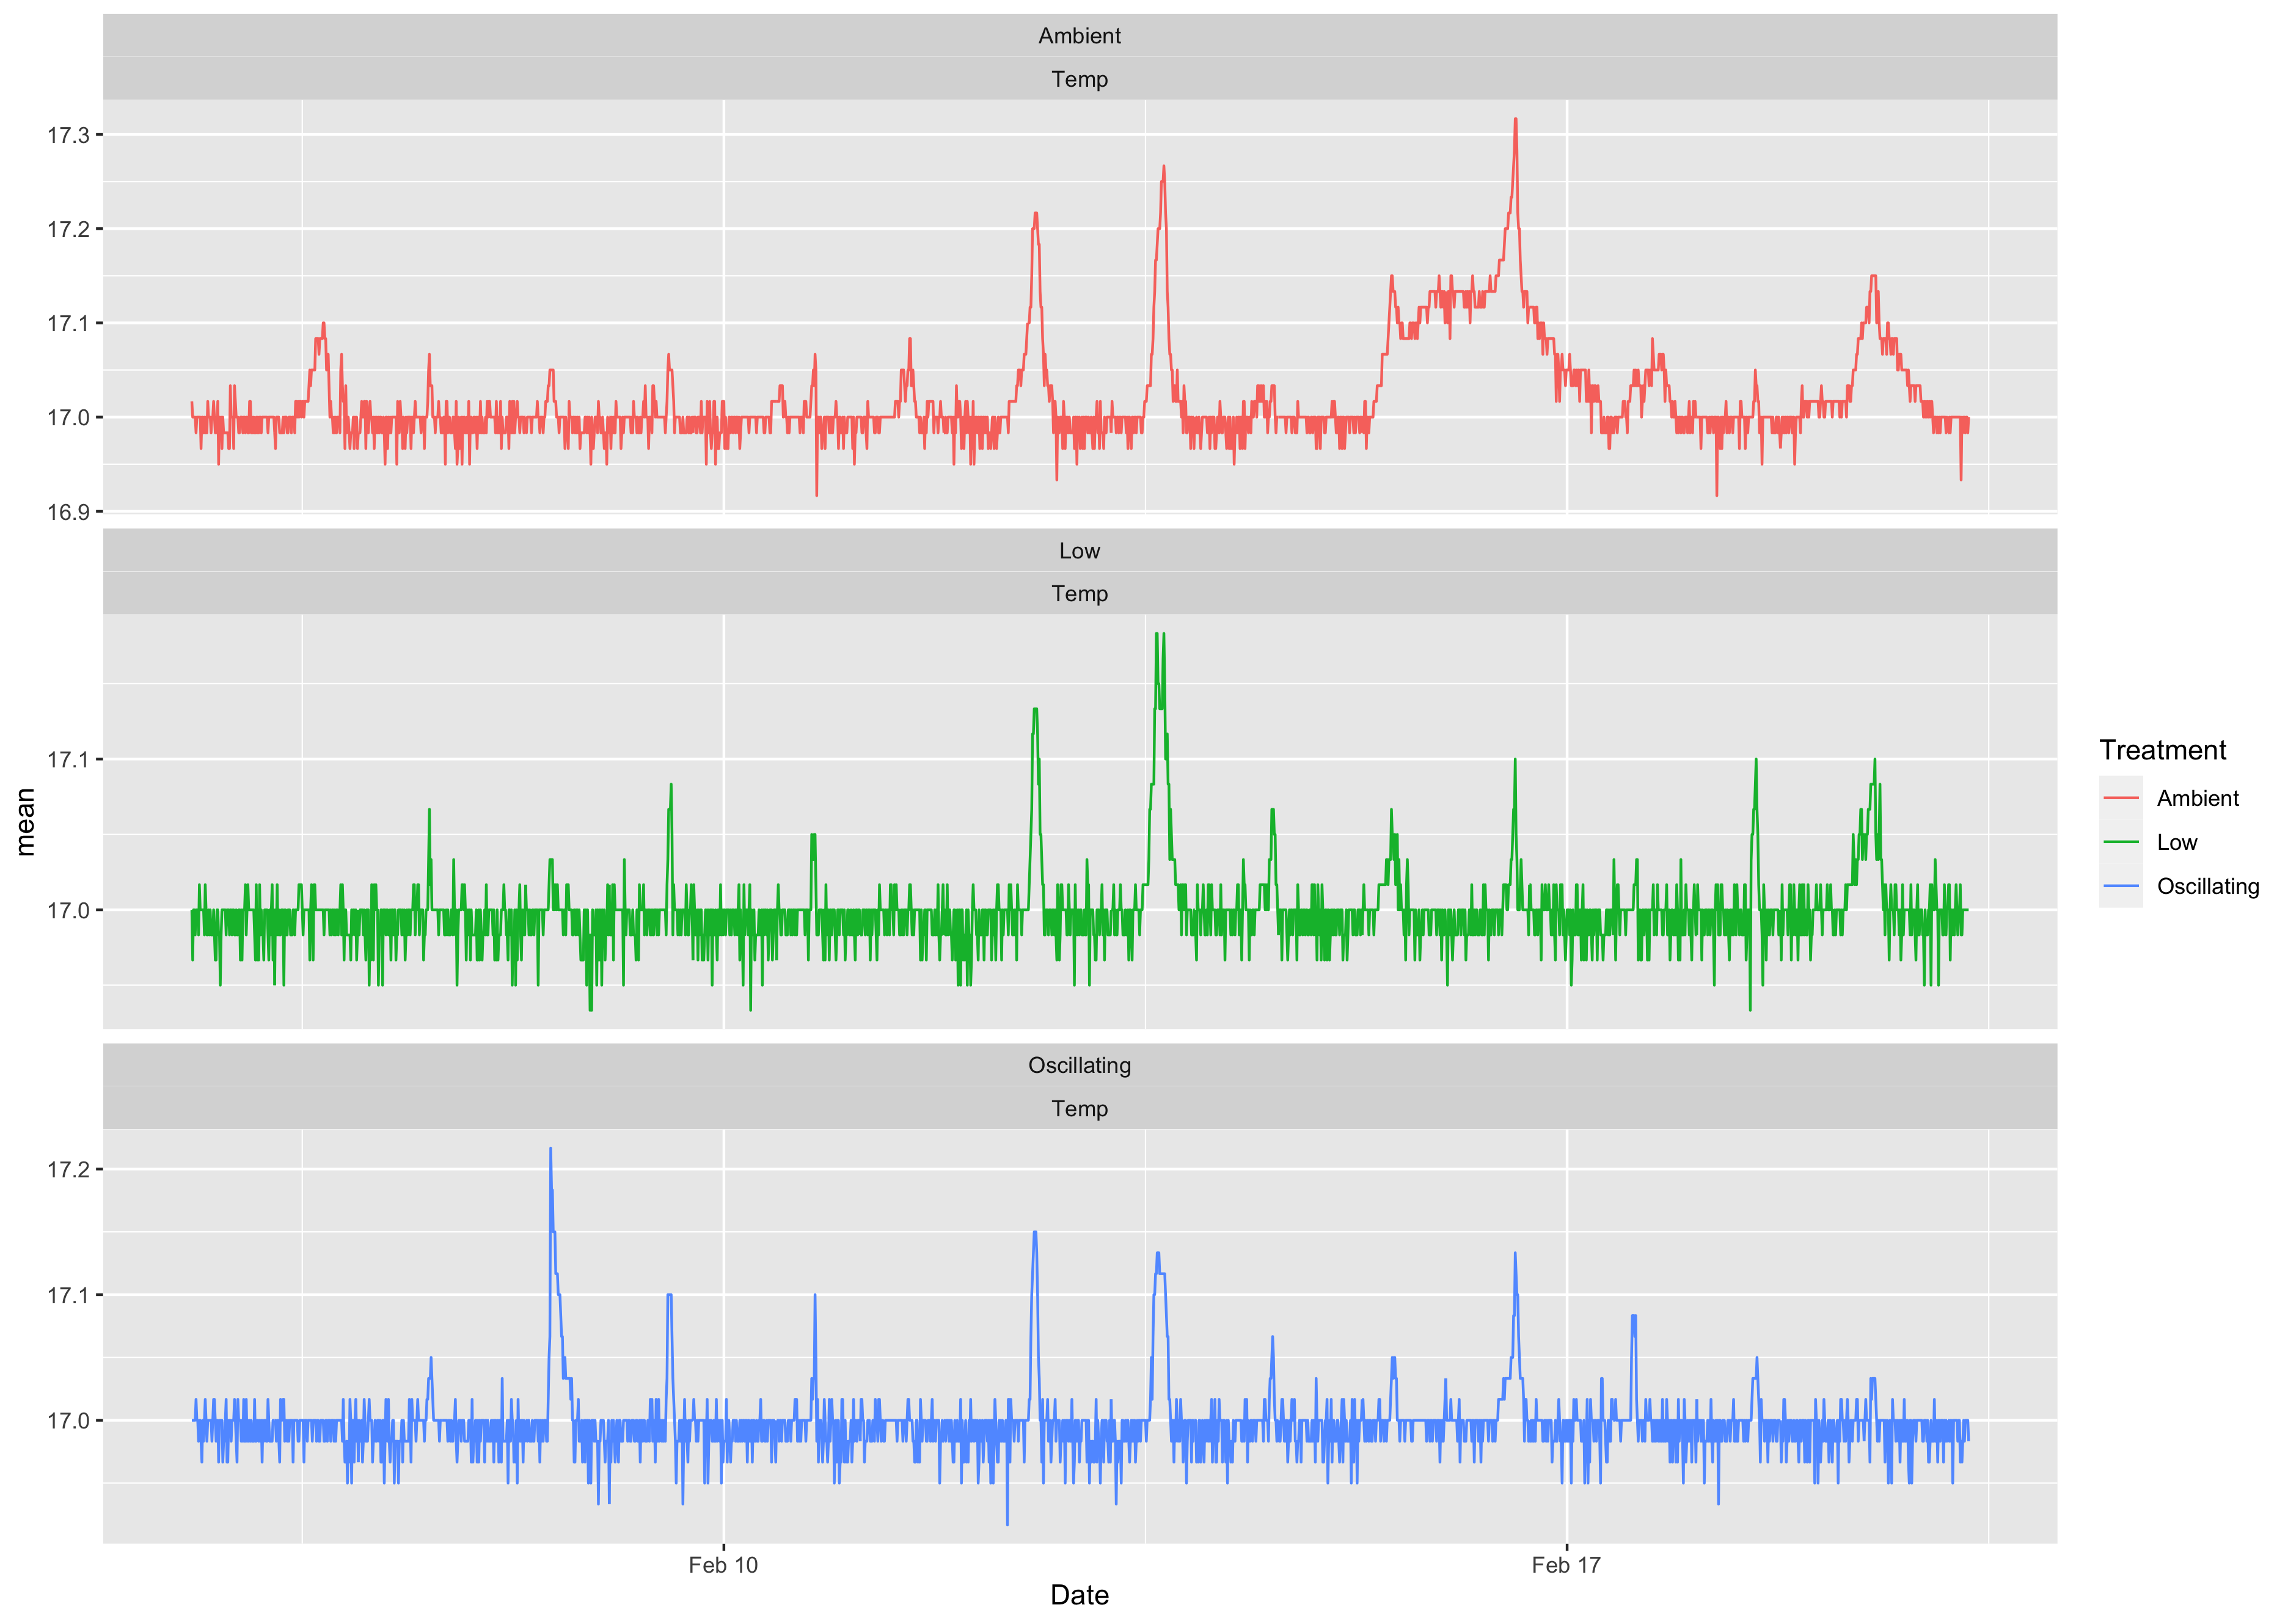 Ambient
Temp
17.3
17.2
17.1
17.0
16.9
Low
Temp
17.1
17.0
Oscillating
Temp
17.2
17.1
17.0
Feb 10
Feb 17
Date
mean
Treatment
Ambient
Low
Oscillating